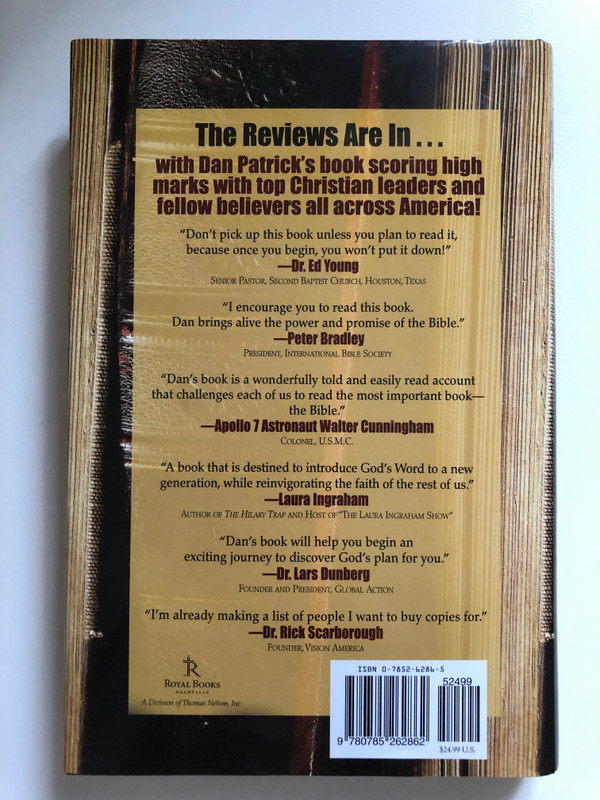 The Reviews Are In . . .
with Dan Patrick's book scoring high
marks with top Christian leaders and
fellow believers all across America!
"Don't pick up this book unless you plan to read it,
because once you begin, you won't put it down!"
—Dr. Ed Young
Senior Pastor, Second Baptist Church, Houston, Texas
"I encourage you to read this book.
Dan brings alive the power and promise of the Bible."
—Peter Bradley
President, International Bible Society
"Dan's book is a wonderfully told and easily read account
that challenges each of us to read the most important book—
the Bible."
—Apollo 7 Astronaut Walter Cunningham
Colonel, U.S.M.C.
"A book that is destined to introduce God's Word to a new
generation, while reinvigorating the faith of the rest of us."
—Laura Ingraham
Author of The Hilary Trap and Host of "The Laura Ingraham Show"
"Dan's book will help you begin an
exciting journey to discover God's plan for you."
—Dr. Lars Dunberg
Founder and President, Global Action
"I'm already making a list of people I want to buy copies for."
—Dr. Rick Scarborough
Founder, Vision America
R
Royal Books
Nashville
A Division of Thomas Nelson, Inc.
ISBN 0-7852-6286-5
52499
9 780785 262862
$24.99 U.S.